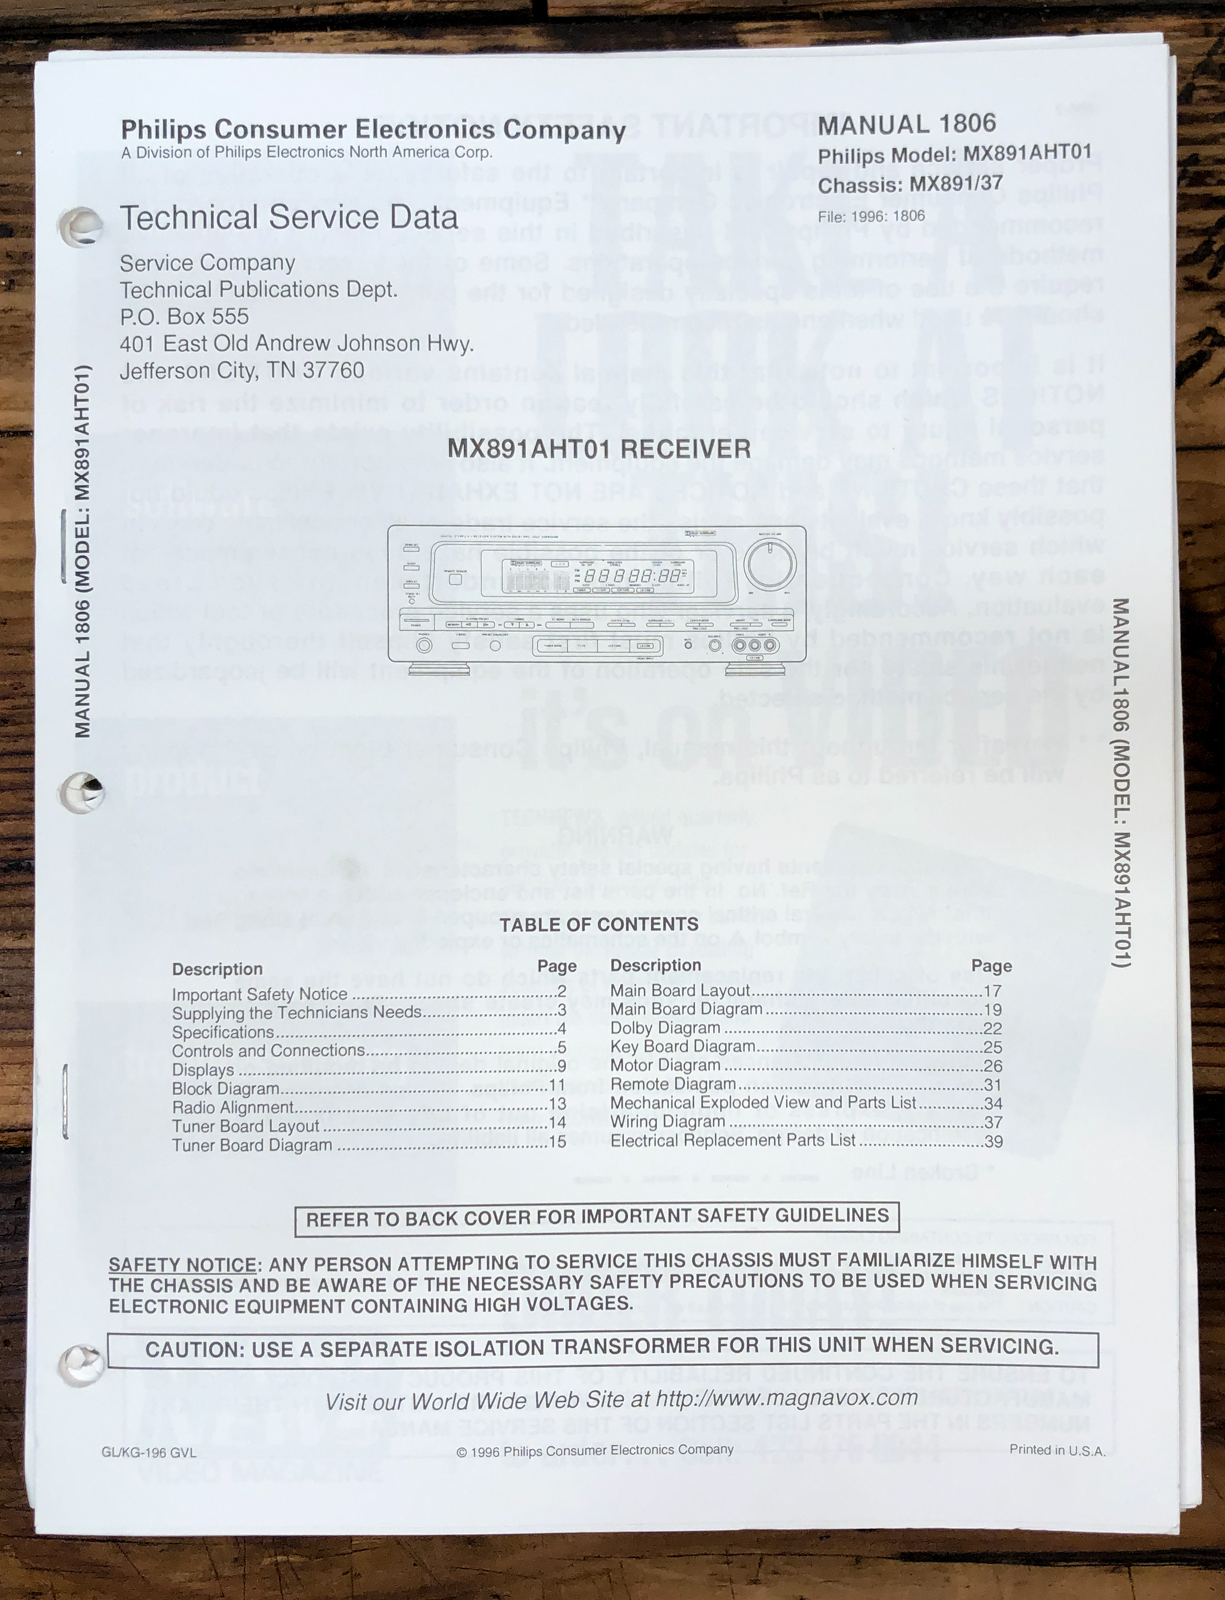 Philips Consumer Electronics Company
A Division of Philips Electronics North America Corp.
MANUAL 1806
Philips Model: MX891AHT01
Chassis: MX891/37
File: 1996: 1806
Technical Service Data
Service Company
Technical Publications Dept.
P.O. Box 555
401 East Old Andrew Johnson Hwy.
Jefferson City, TN 37760
MANUAL 1806 (MODEL: MX891AHT01)
MX891AHT01 RECEIVER
MANUAL1806 (MODEL: MX891AHT01)
TABLE OF CONTENTS
Description Page
Important Safety Notice ..................................2
Supplying the Technicians Needs......................3
Specifications..............................................4
Controls and Connections...............................5
Displays .....................................................9
Block Diagram............................................11
Radio Alignment.........................................13
Tuner Board Layout .....................................14
Tuner Board Diagram ...................................15
Description Page
Main Board Layout.......................................17
Main Board Diagram ....................................19
Dolby Diagram ...........................................22
Key Board Diagram......................................25
Motor Diagram ...........................................26
Remote Diagram.........................................31
Mechanical Exploded View and Parts List...........34
Wiring Diagram ...........................................37
Electrical Replacement Parts List .....................39
REFER TO BACK COVER FOR IMPORTANT SAFETY GUIDELINES
SAFETY NOTICE: ANY PERSON ATTEMPTING TO SERVICE THIS CHASSIS MUST FAMILIARIZE HIMSELF WITH
THE CHASSIS AND BE AWARE OF THE NECESSARY SAFETY PRECAUTIONS TO BE USED WHEN SERVICING
ELECTRONIC EQUIPMENT CONTAINING HIGH VOLTAGES.
CAUTION: USE A SEPARATE ISOLATION TRANSFORMER FOR THIS UNIT WHEN SERVICING.
Visit our World Wide Web Site at http://www.magnavox.com
GL/KG-196 GVL
© 1996 Philips Consumer Electronics Company
Printed in U.S.A.